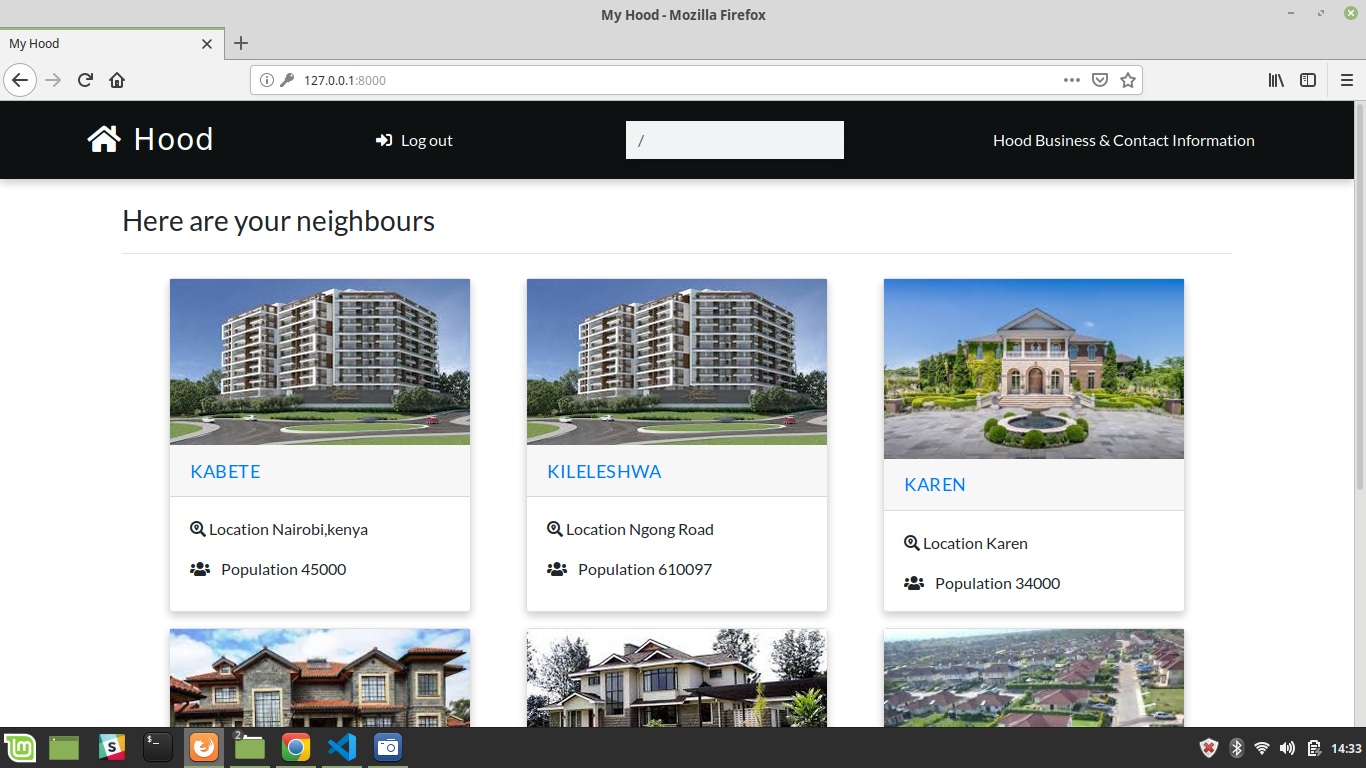 My Hood - Mozilla Firefox
My Hood
127.0.0.1:8000
Hood
Log out
/
Hood Business & Contact Information
Here are your neighbours
KABETE
KILELESHWA
KAREN
Location Nairobi,kenya
Location Ngong Road
Location Karen
Population 45000
Population 610097
Population 34000
2
14:33